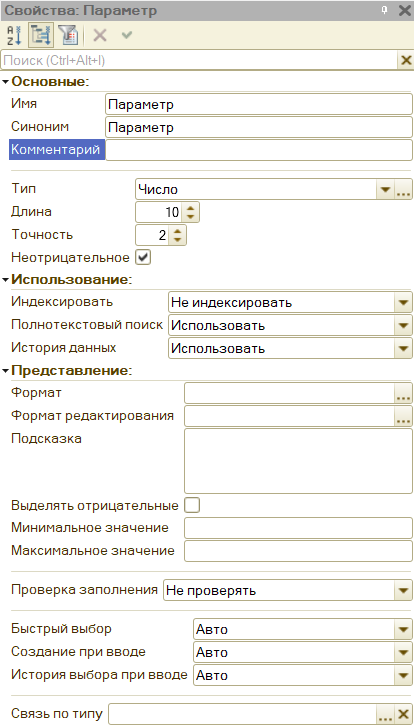 Свойства: Параметр
Поиск (Ctrl+Alt+I)
Основные:
Имя Параметр
Синоним Параметр
Комментарий
Тип Число
Длина 10
Точность 2
Неотрицательное
Использование:
Индексировать Не индексировать
Полнотекстовый поиск Использовать
История данных Использовать
Представление:
Формат
Формат редактирования
Подсказка
Выделять отрицательные
Минимальное значение
Максимальное значение
Проверка заполнения Не проверять
Быстрый выбор Авто
Создание при вводе Авто
История выбора при вводе Авто
Связь по типу